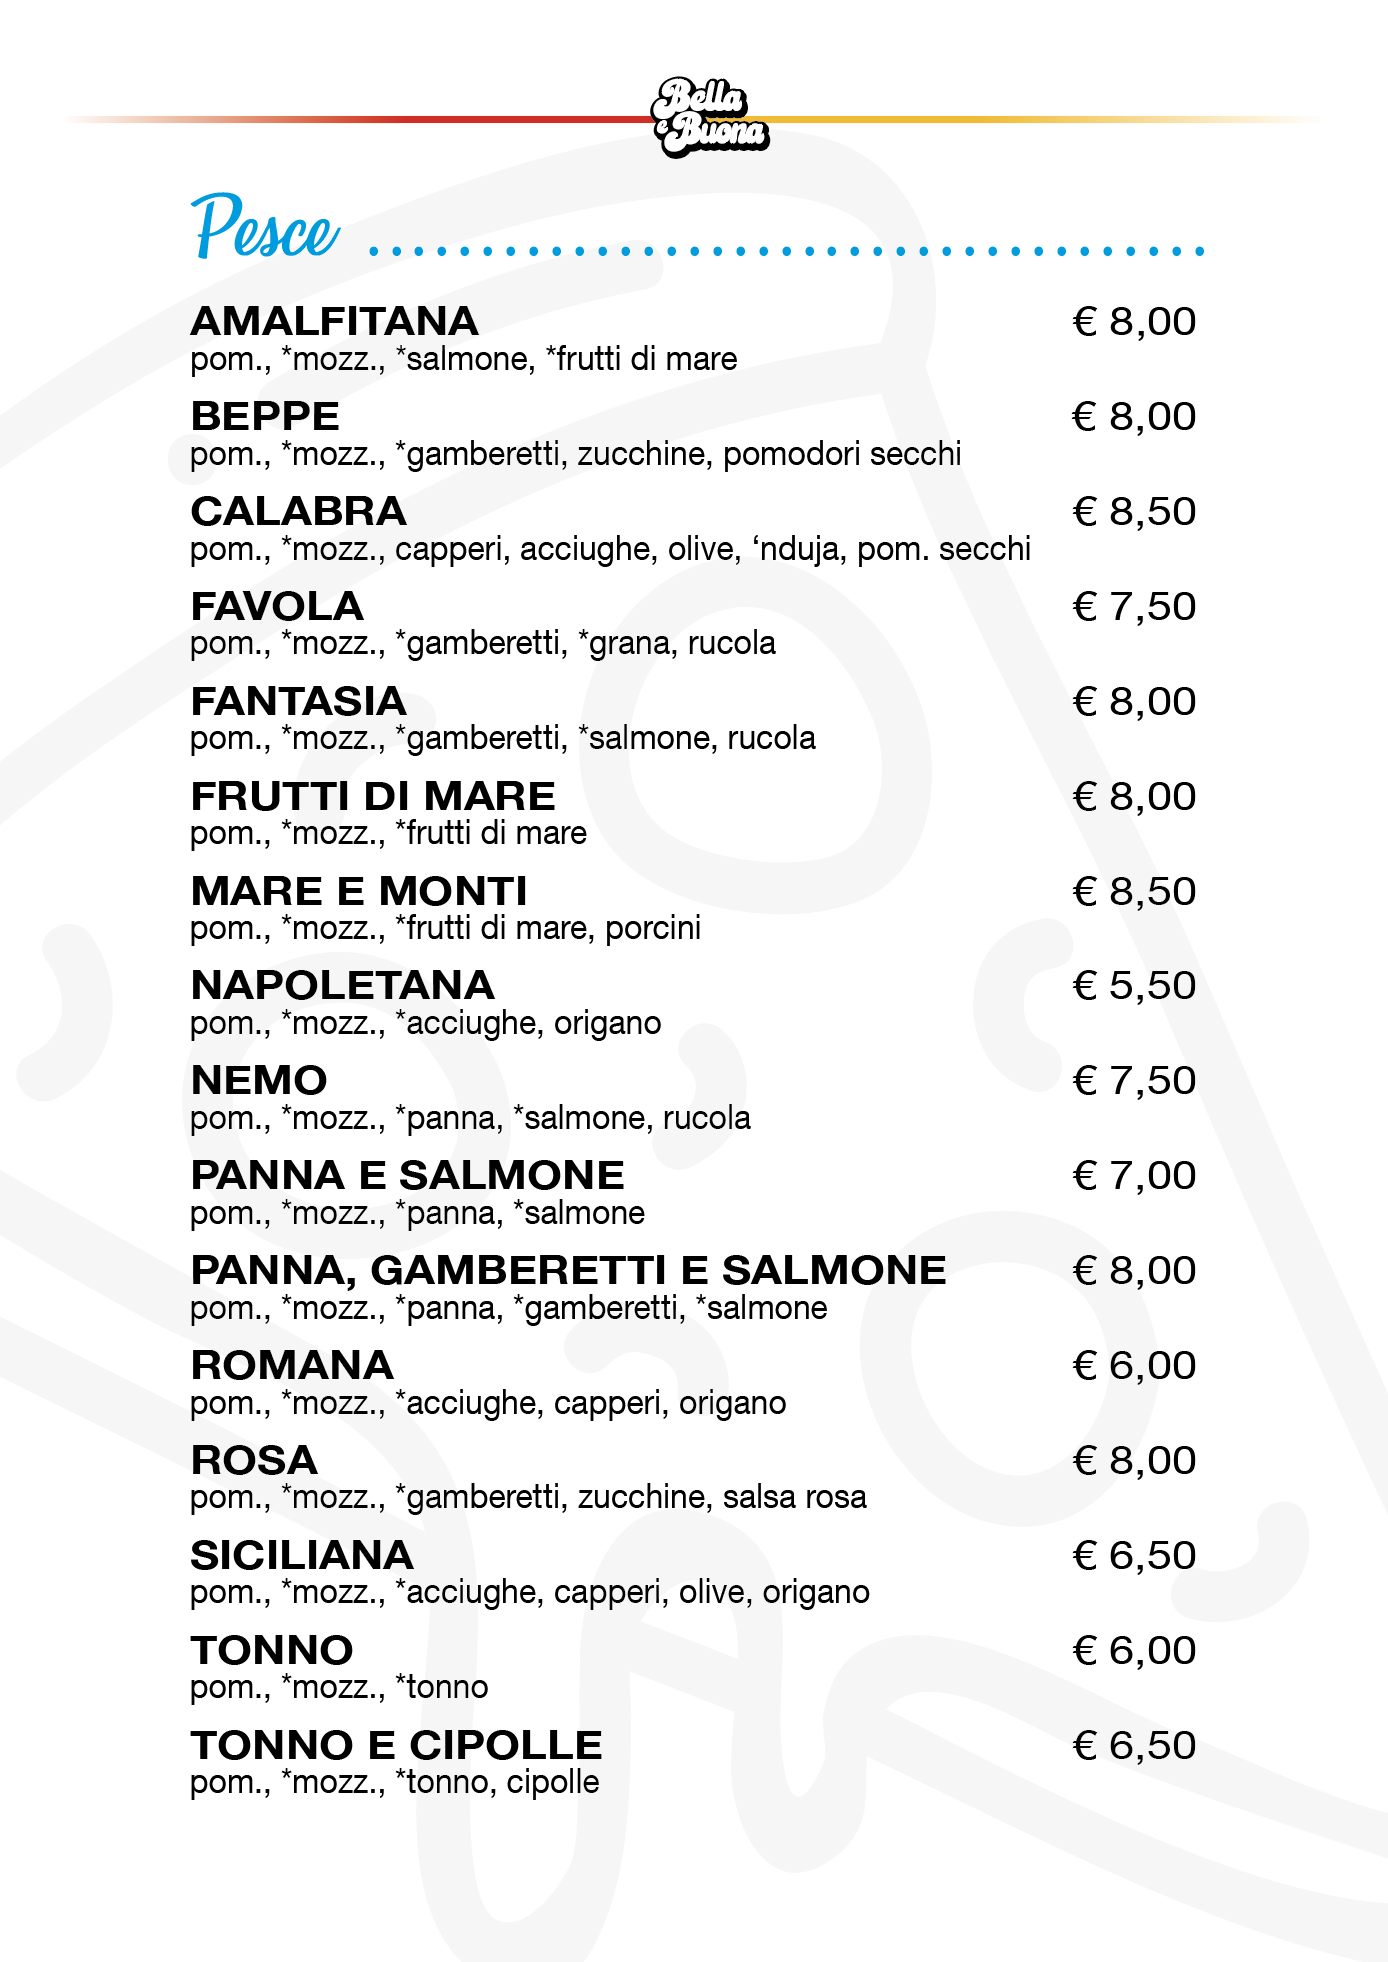 Bella
e Buona
Pesce
AMALFITANA € 8,00
pom., *mozz., *salmone, *frutti di mare
BEPPE € 8,00
pom., *mozz., *gamberetti, zucchine, pomodori secchi
CALABRA € 8,50
pom., *mozz., capperi, acciughe, olive, ‘nduja, pom. secchi
FAVOLA € 7,50
pom., *mozz., *gamberetti, *grana, rucola
FANTASIA € 8,00
pom., *mozz., *gamberetti, *salmone, rucola
FRUTTI DI MARE € 8,00
pom., *mozz., *frutti di mare
MARE E MONTI € 8,50
pom., *mozz., *frutti di mare, porcini
NAPOLETANA € 5,50
pom., *mozz., *acciughe, origano
NEMO € 7,50
pom., *mozz., *panna, *salmone, rucola
PANNA E SALMONE € 7,00
pom., *mozz., *panna, *salmone
PANNA, GAMBERETTI E SALMONE € 8,00
pom., *mozz., *panna, *gamberetti, *salmone
ROMANA € 6,00
pom., *mozz., *acciughe, capperi, origano
ROSA € 8,00
pom., *mozz., *gamberetti, zucchine, salsa rosa
SICILIANA € 6,50
pom., *mozz., *acciughe, capperi, olive, origano
TONNO € 6,00
pom., *mozz., *tonno
TONNO E CIPOLLE € 6,50
pom., *mozz., *tonno, cipolle